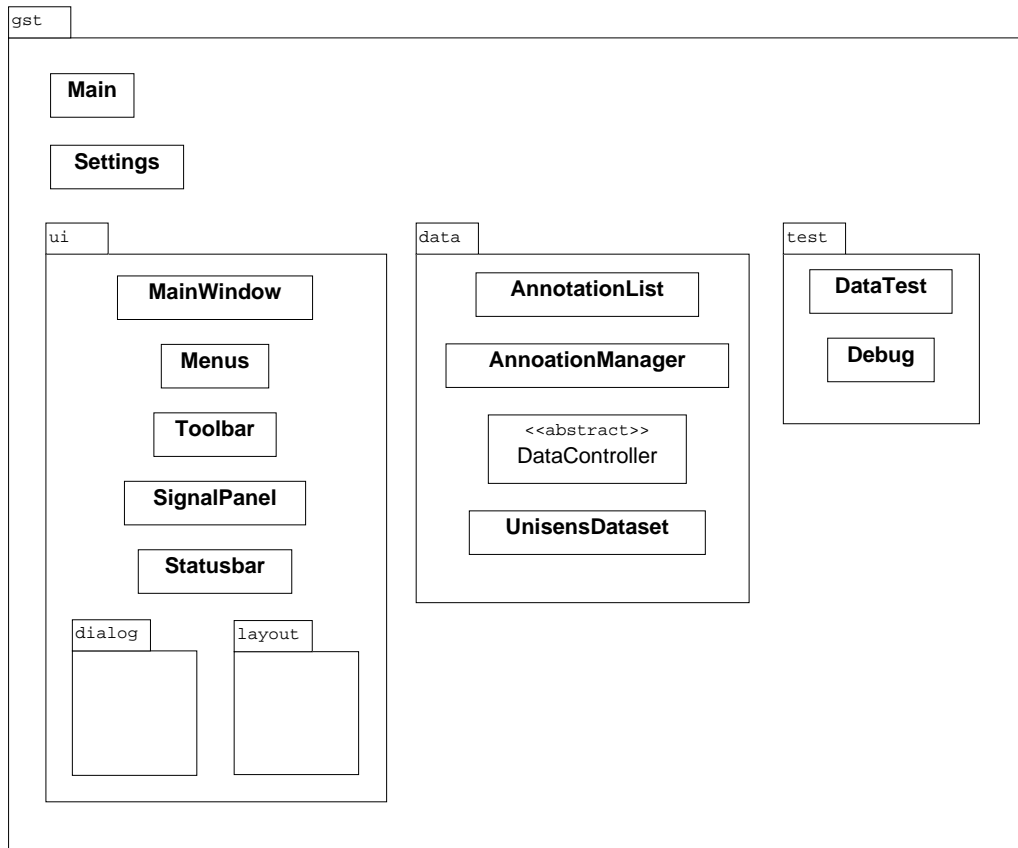 gst
Main
Settings
ui
MainWindow
Menus
Toolbar
SignalPanel
Statusbar
dialog
layout
data
AnnotationList
AnnoationManager
<<abstract>>
DataController
UnisensDataset
test
DataTest
Debug